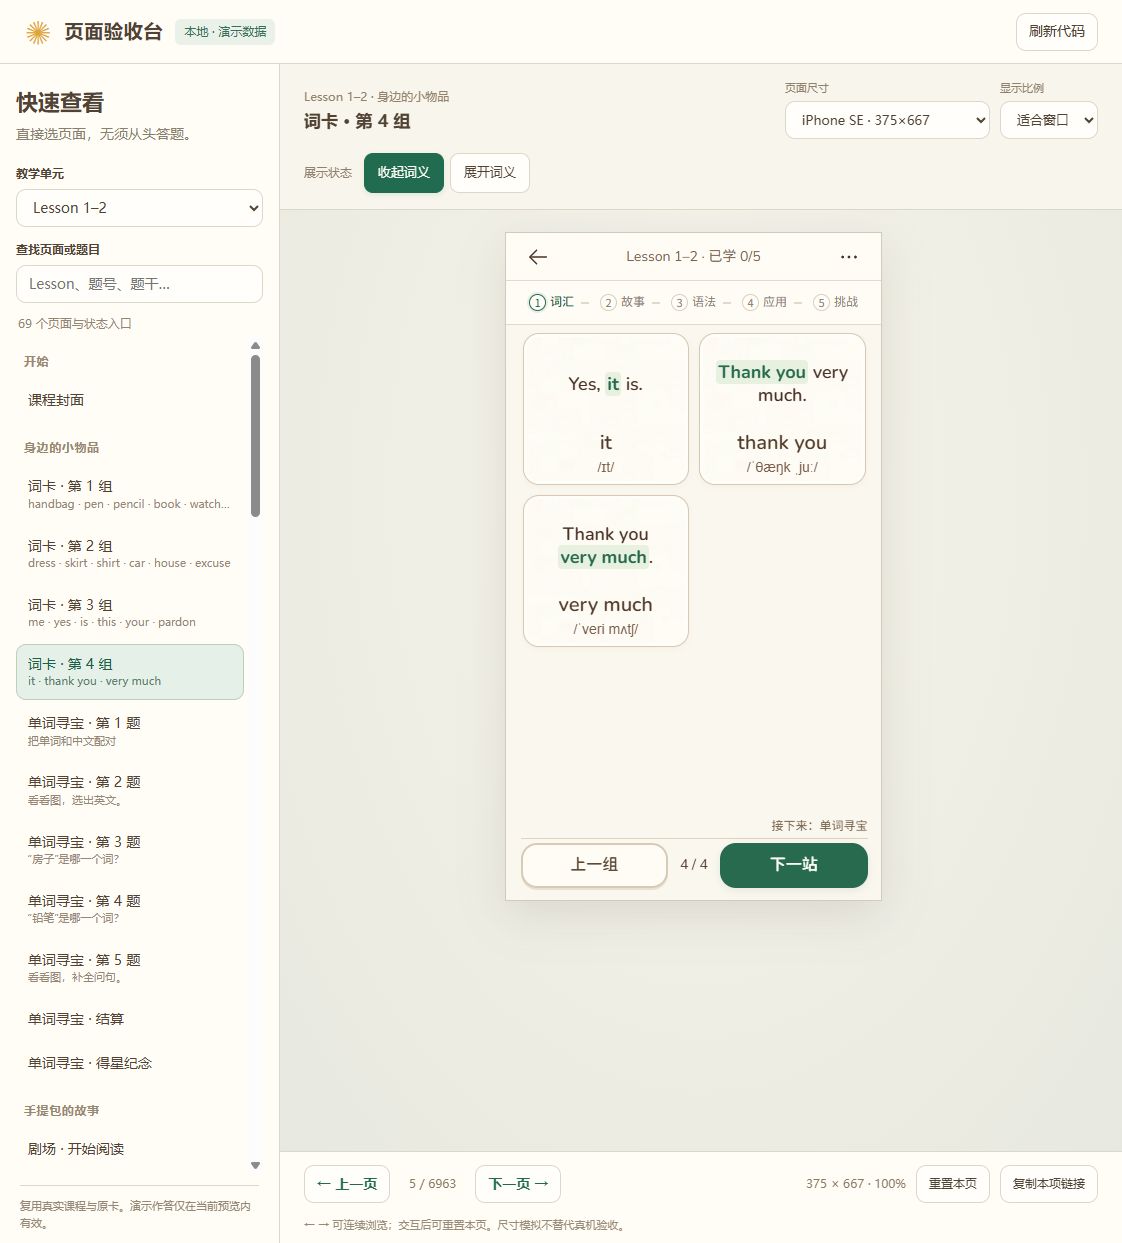 页面验收台
本地 · 演示数据
刷新代码
快速查看
直接选页面，无须从头答题。
教学单元
Lesson 1–2
查找页面或题目
Lesson、题号、题干...
69 个页面与状态入口
开始
课程封面
身边的小物品
词卡 · 第 1 组
handbag · pen · pencil · book · watch...
词卡 · 第 2 组
dress · skirt · shirt · car · house · excuse
词卡 · 第 3 组
me · yes · is · this · your · pardon
词卡 · 第 4 组
it · thank you · very much
单词寻宝 · 第 1 题
把单词和中文配对
单词寻宝 · 第 2 题
看看图，选出英文。
单词寻宝 · 第 3 题
“房子”是哪一个词？
单词寻宝 · 第 4 题
“铅笔”是哪一个词？
单词寻宝 · 第 5 题
看看图，补全问句。
单词寻宝 · 结算
单词寻宝 · 得星纪念
手提包的故事
剧场 · 开始阅读
复用真实课程与原卡。演示作答仅在当前预览内
有效。
Lesson 1–2 · 身边的小物品
词卡 · 第 4 组
页面尺寸
iPhone SE · 375×667
显示比例
适合窗口
展示状态
收起词义
展开词义
Lesson 1–2 · 已学 0/5
1 词汇 – 2 故事 – 3 语法 – 4 应用 – 5 挑战
Yes, it is.
it
/ɪt/
Thank you very
much.
thank you
/ˈθæŋk ˌjuː/
Thank you
very much.
very much
/ˈveri mʌtʃ/
接下来：单词寻宝
上一组
4 / 4
下一站
← 上一页
5 / 6963
下一页 →
375 × 667 · 100%
重置本页
复制本项链接
← → 可连续浏览；交互后可重置本页。尺寸模拟不替代真机验收。